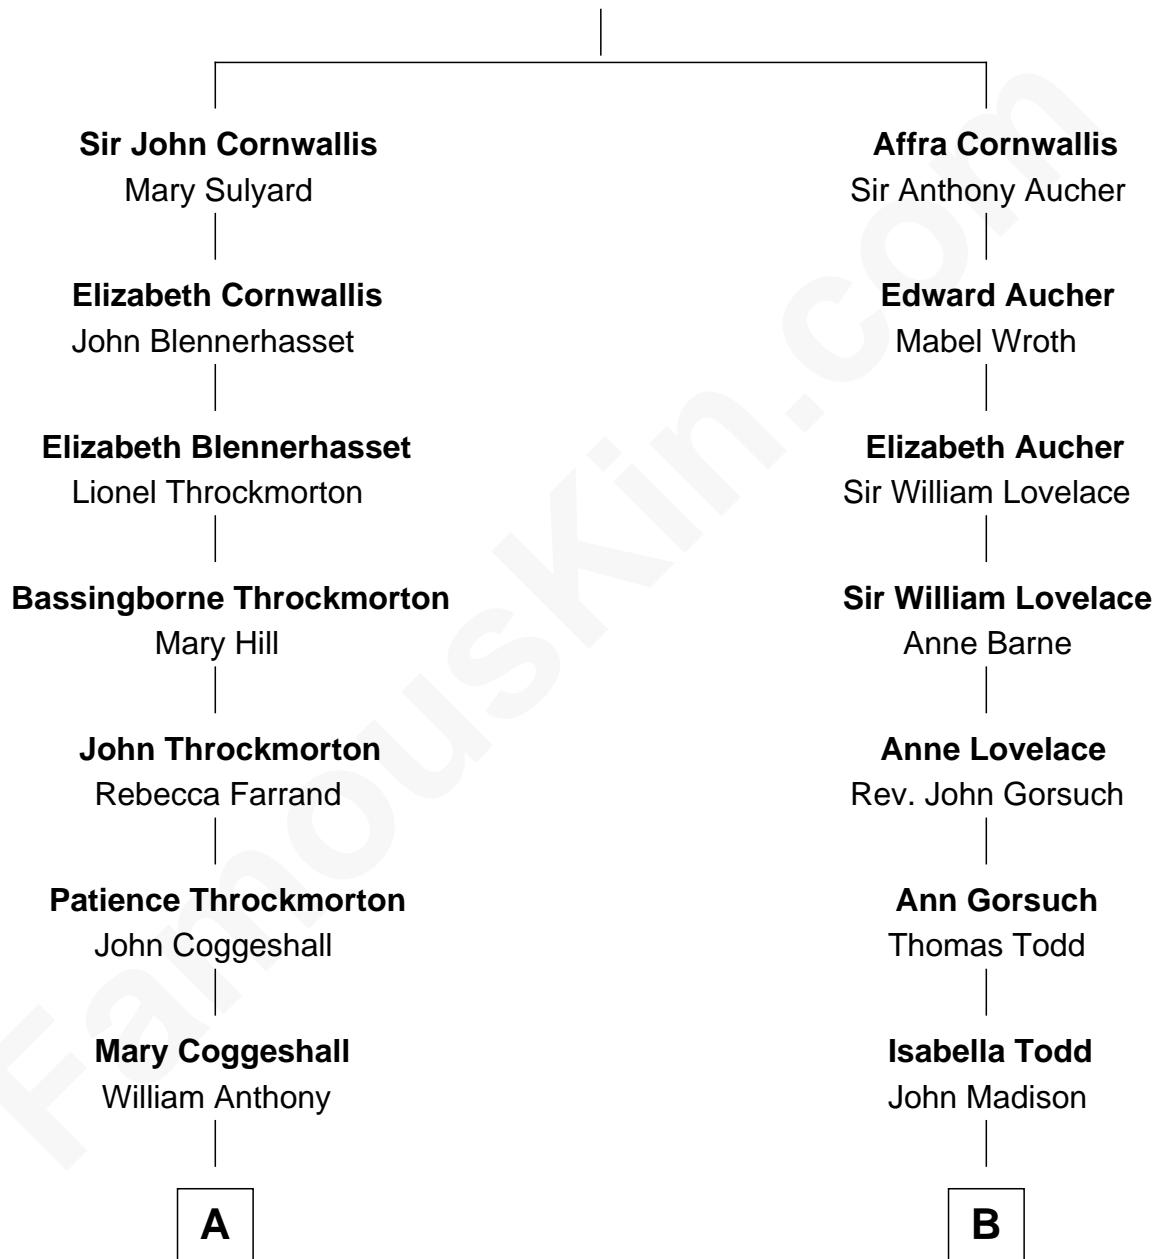 Sir John Cornwallis
Mary Sulyard
Affra Cornwallis
Sir Anthony Aucher
Elizabeth Cornwallis
John Blennerhasset
Edward Aucher
Mabel Wroth
Elizabeth Blennerhasset
Lionel Throckmorton
Elizabeth Aucher
Sir William Lovelace
Bassingborne Throckmorton
Mary Hill
Sir William Lovelace
Anne Barne
John Throckmorton
Rebecca Farrand
Anne Lovelace
Rev. John Gorsuch
Patience Throckmorton
John Coggeshall
Ann Gorsuch
Thomas Todd
Mary Coggeshall
William Anthony
Isabella Todd
John Madison
A
B
FamousKin.com